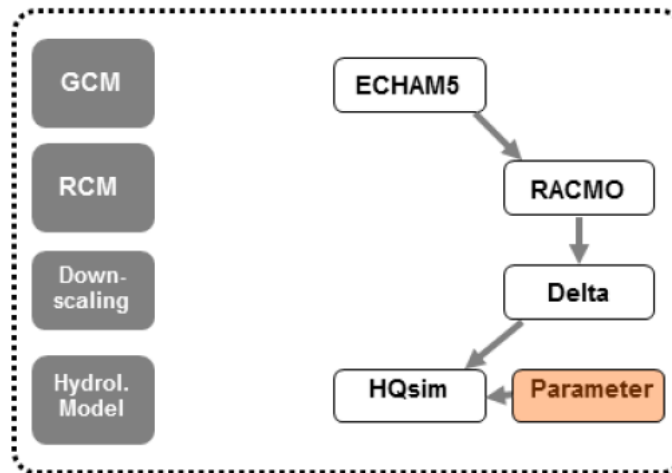 GCM
ECHAM5
RCM
RACMO
Down-
scaling
Delta
Hydrol.
Model
HQsim
Parameter